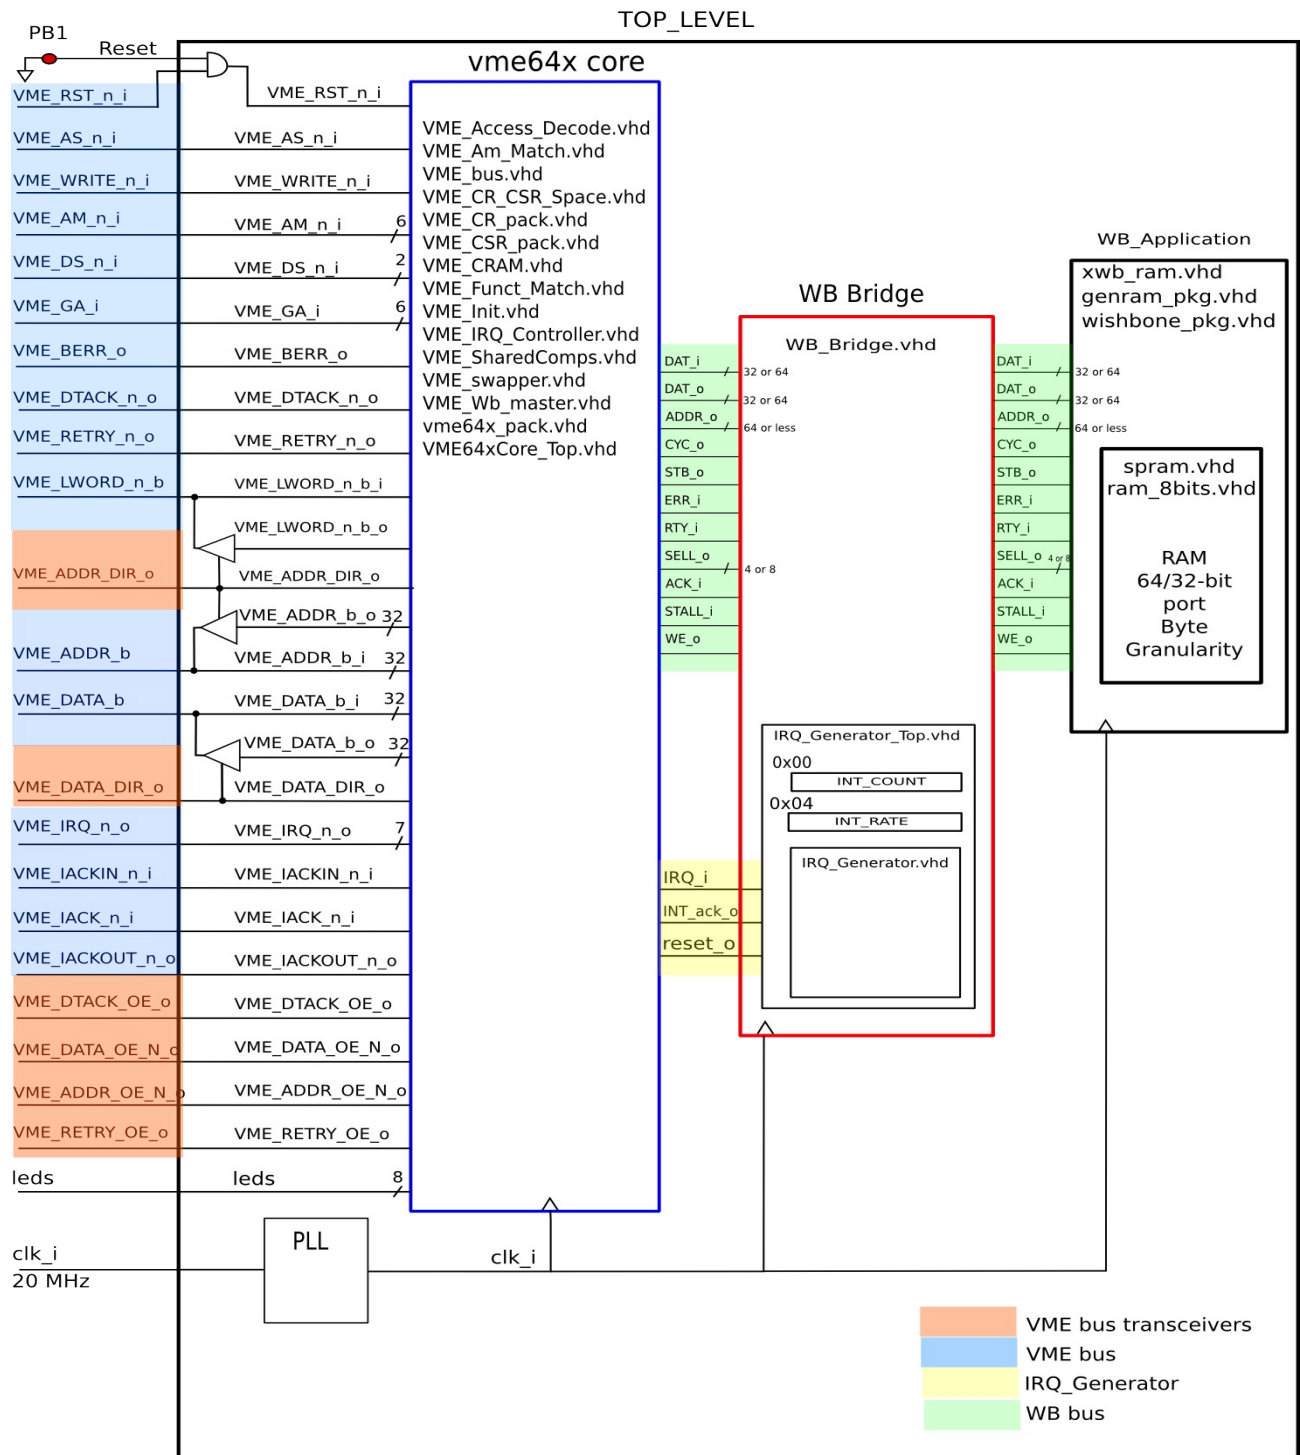 TOP_LEVEL
PB1
Reset
vme64x core
VME_RST_n_i
VME_RST_n_i
VME_AS_n_i
VME_AS_n_i
VME_WRITE_n_i
VME_WRITE_n_i
VME_AM_n_i
VME_AM_n_i
6
VME_DS_n_i
VME_DS_n_i
2
VME_GA_i
VME_GA_i
6
VME_BERR_o
VME_BERR_o
VME_DTACK_n_o
VME_DTACK_n_o
VME_RETRY_n_o
VME_RETRY_n_o
VME_LWORD_n_b
VME_LWORD_n_b_i
VME_LWORD_n_b_o
VME_ADDR_DIR_o
VME_ADDR_DIR_o
VME_ADDR_b_o
32
VME_ADDR_b
VME_ADDR_b_i
32
VME_DATA_b
VME_DATA_b_i
32
VME_DATA_b_o
32
VME_DATA_DIR_o
VME_DATA_DIR_o
VME_IRQ_n_o
VME_IRQ_n_o
7
VME_IACKIN_n_i
VME_IACKIN_n_i
VME_IACK_n_i
VME_IACK_n_i
VME_IACKOUT_n_o
VME_IACKOUT_n_o
VME_DTACK_OE_o
VME_DTACK_OE_o
VME_DATA_OE_N_o
VME_DATA_OE_N_o
VME_ADDR_OE_N_o
VME_ADDR_OE_N_o
VME_RETRY_OE_o
VME_RETRY_OE_o
leds
leds
8
clk_i
20 MHz
PLL
clk_i
VME_Access_Decode.vhd
VME_Am_Match.vhd
VME_bus.vhd
VME_CR_CSR_Space.vhd
VME_CR_pack.vhd
VME_CSR_pack.vhd
VME_CRAM.vhd
VME_Funct_Match.vhd
VME_Init.vhd
VME_IRQ_Controller.vhd
VME_SharedComps.vhd
VME_swapper.vhd
VME_Wb_master.vhd
vme64x_pack.vhd
VME64xCore_Top.vhd
DAT_i
32 or 64
DAT_o
32 or 64
ADDR_o
64 or less
CYC_o
STB_o
ERR_i
RTY_i
SELL_o
4 or 8
ACK_i
STALL_i
WE_o
IRQ_i
INT_ack_o
reset_o
WB Bridge
WB_Bridge.vhd
IRQ_Generator_Top.vhd
0x00
INT_COUNT
0x04
INT_RATE
IRQ_Generator.vhd
DAT_i
32 or 64
DAT_o
32 or 64
ADDR_o
64 or less
CYC_o
STB_o
ERR_i
RTY_i
SELL_o
4 or 8
ACK_i
STALL_i
WE_o
WB_Application
xwb_ram.vhd
genram_pkg.vhd
wishbone_pkg.vhd
spram.vhd
ram_8bits.vhd
RAM
64/32-bit
port
Byte
Granularity
VME bus transceivers
VME bus
IRQ_Generator
WB bus